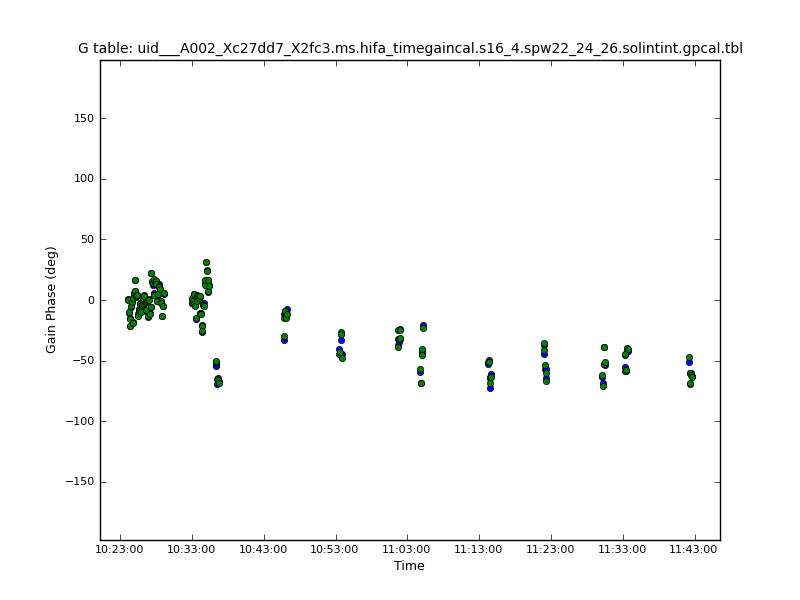 G table: uid___A002_Xc27dd7_X2fc3.ms.hifa_timegaincal.s16_4.spw22_24_26.solintint.gpcal.tbl
Gain Phase (deg)
150
100
50
0
−50
−100
−150
10:23:00 10:33:00 10:43:00 10:53:00 11:03:00 11:13:00 11:23:00 11:33:00 11:43:00
Time